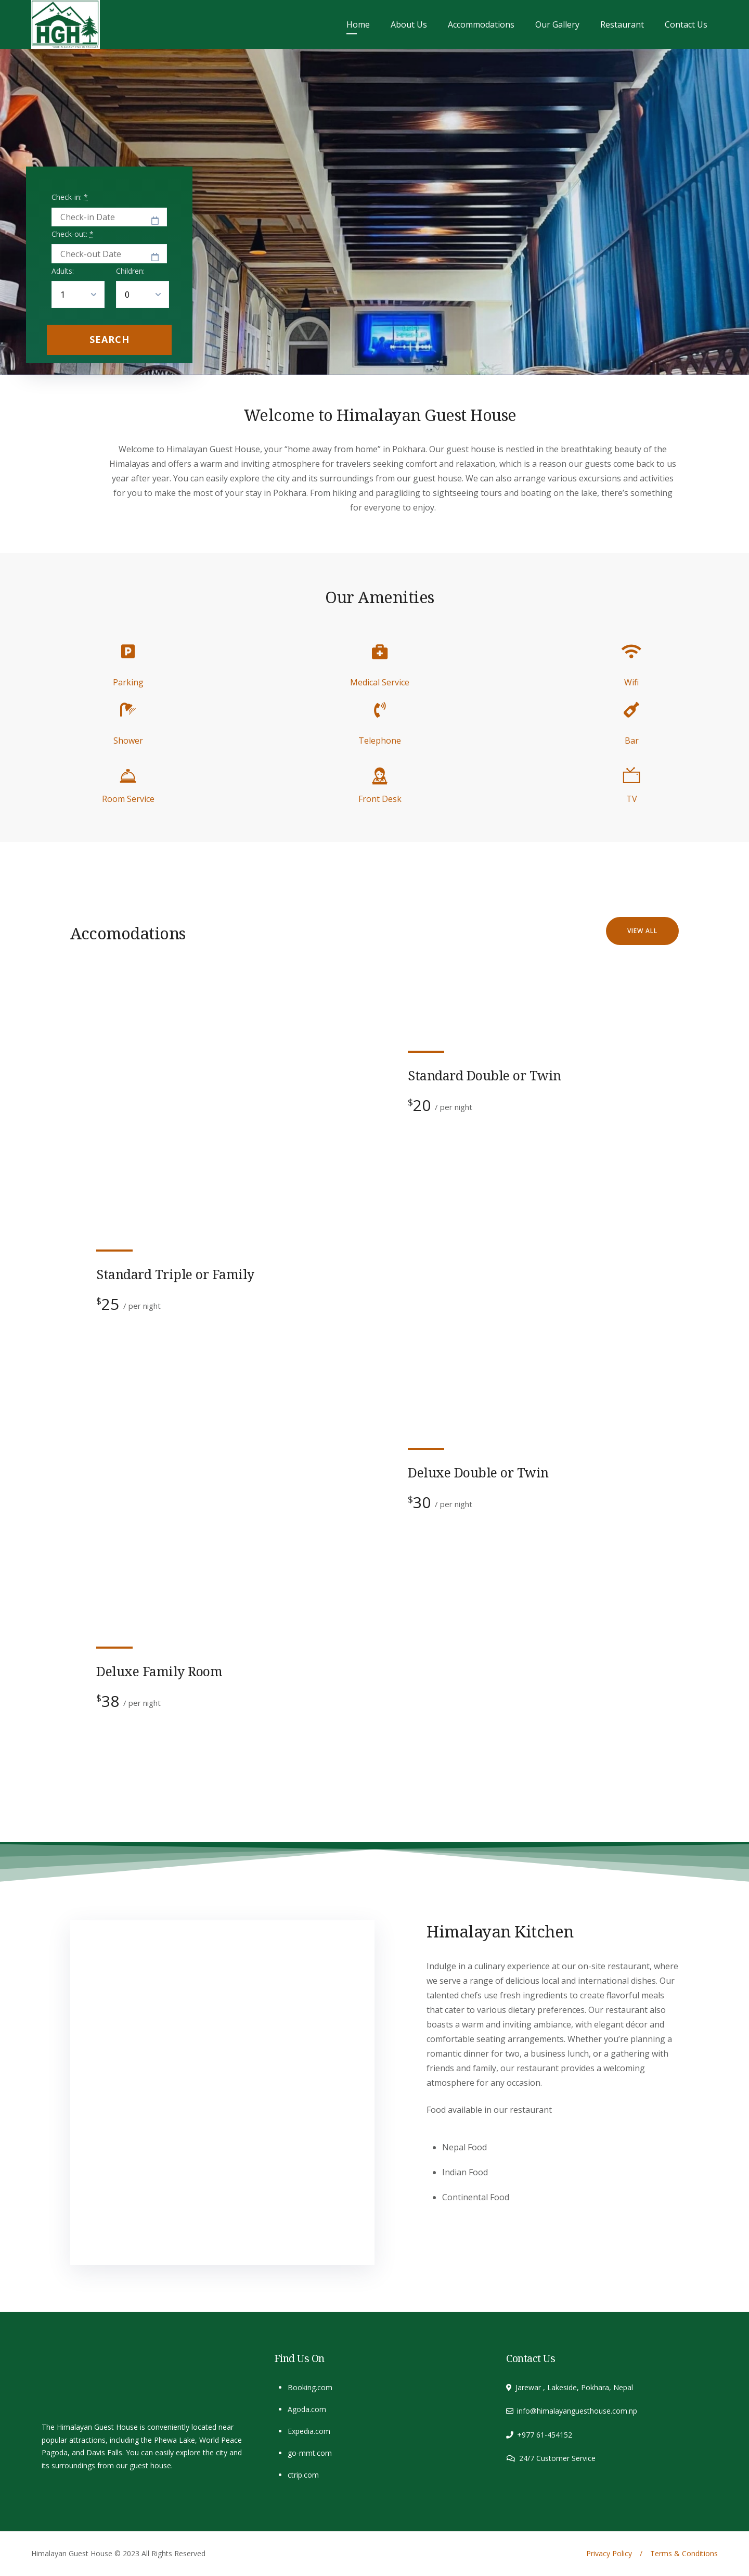 HGH
Home
About Us
Accommodations
Our Gallery
Restaurant
Contact Us
Check-in: *
Check-in Date
Check-out: *
Check-out Date
Adults:
Children:
1
0
SEARCH
Welcome to Himalayan Guest House
Welcome to Himalayan Guest House, your “home away from home” in Pokhara. Our guest house is nestled in the breathtaking beauty of the
Himalayas and offers a warm and inviting atmosphere for travelers seeking comfort and relaxation, which is a reason our guests come back to us
year after year. You can easily explore the city and its surroundings from our guest house. We can also arrange various excursions and activities
for you to make the most of your stay in Pokhara. From hiking and paragliding to sightseeing tours and boating on the lake, there’s something
for everyone to enjoy.
Our Amenities
Parking
Medical Service
Wifi
Shower
Telephone
Bar
Room Service
Front Desk
TV
Accomodations
VIEW ALL
Standard Double or Twin
$20 / per night
Standard Triple or Family
$25 / per night
Deluxe Double or Twin
$30 / per night
Deluxe Family Room
$38 / per night
Himalayan Kitchen
Indulge in a culinary experience at our on-site restaurant, where
we serve a range of delicious local and international dishes. Our
talented chefs use fresh ingredients to create flavorful meals
that cater to various dietary preferences. Our restaurant also
boasts a warm and inviting ambiance, with elegant décor and
comfortable seating arrangements. Whether you’re planning a
romantic dinner for two, a business lunch, or a gathering with
friends and family, our restaurant provides a welcoming
atmosphere for any occasion.
Food available in our restaurant
Nepal Food
Indian Food
Continental Food
The Himalayan Guest House is conveniently located near
popular attractions, including the Phewa Lake, World Peace
Pagoda, and Davis Falls. You can easily explore the city and
its surroundings from our guest house.
Find Us On
Booking.com
Agoda.com
Expedia.com
go-mmt.com
ctrip.com
Contact Us
Jarewar , Lakeside, Pokhara, Nepal
info@himalayanguesthouse.com.np
+977 61-454152
24/7 Customer Service
Himalayan Guest House © 2023 All Rights Reserved
Privacy Policy / Terms & Conditions